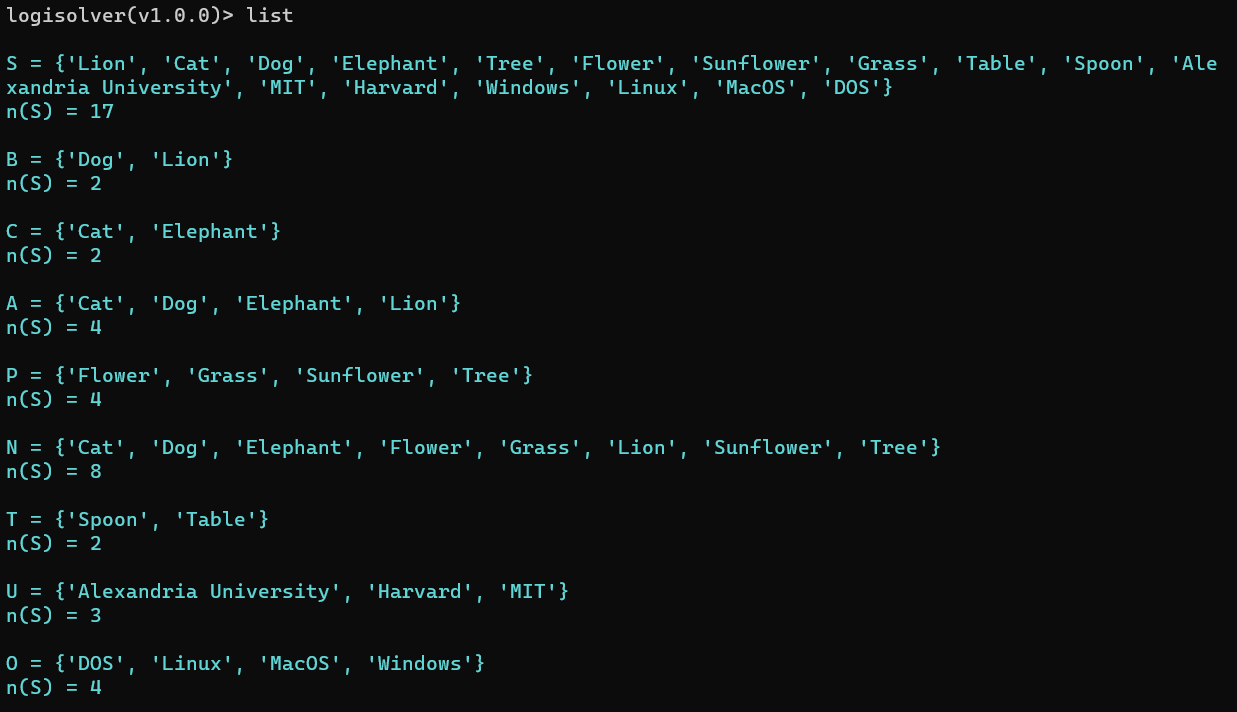 logisolver(v1.0.0)> list
S = {'Lion', 'Cat', 'Dog', 'Elephant', 'Tree', 'Flower', 'Sunflower', 'Grass', 'Table', 'Spoon', 'Ale
xandria University', 'MIT', 'Harvard', 'Windows', 'Linux', 'MacOS', 'DOS'}
n(S) = 17
B = {'Dog', 'Lion'}
n(S) = 2
C = {'Cat', 'Elephant'}
n(S) = 2
A = {'Cat', 'Dog', 'Elephant', 'Lion'}
n(S) = 4
P = {'Flower', 'Grass', 'Sunflower', 'Tree'}
n(S) = 4
N = {'Cat', 'Dog', 'Elephant', 'Flower', 'Grass', 'Lion', 'Sunflower', 'Tree'}
n(S) = 8
T = {'Spoon', 'Table'}
n(S) = 2
U = {'Alexandria University', 'Harvard', 'MIT'}
n(S) = 3
O = {'DOS', 'Linux', 'MacOS', 'Windows'}
n(S) = 4